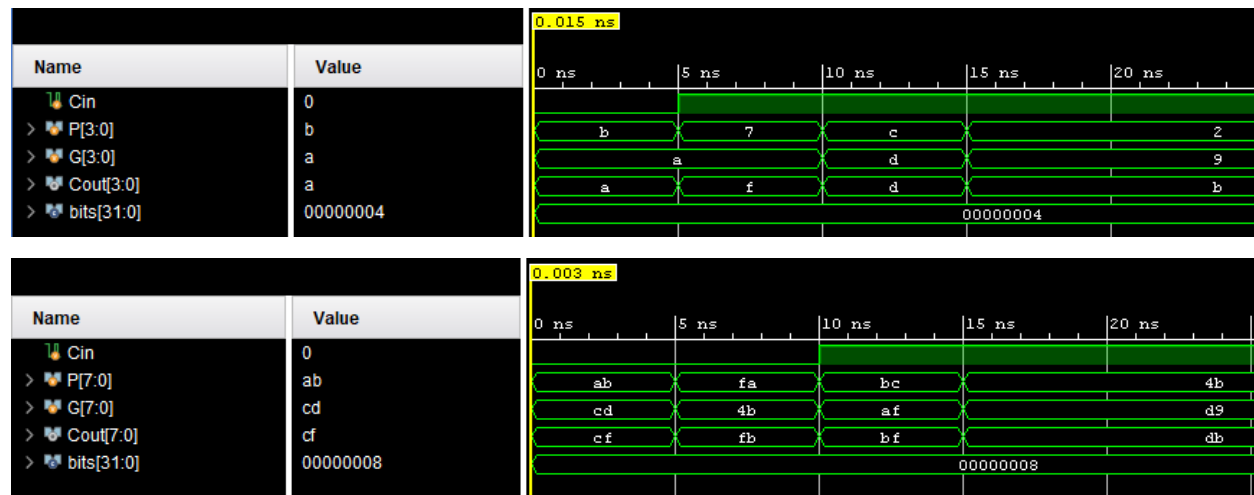 0.015 ns
Name Value 0 ns 5 ns 10 ns 15 ns 20 ns
Cin 0
P[3:0] b b 7 c 2
G[3:0] a a d 9
Cout[3:0] a a f d b
bits[31:0] 00000004 00000004
0.003 ns
Name Value 0 ns 5 ns 10 ns 15 ns 20 ns
Cin 0
P[7:0] ab ab fa bc 4b
G[7:0] cd cd 4b af d9
Cout[7:0] cf cf fb bf db
bits[31:0] 00000008 00000008